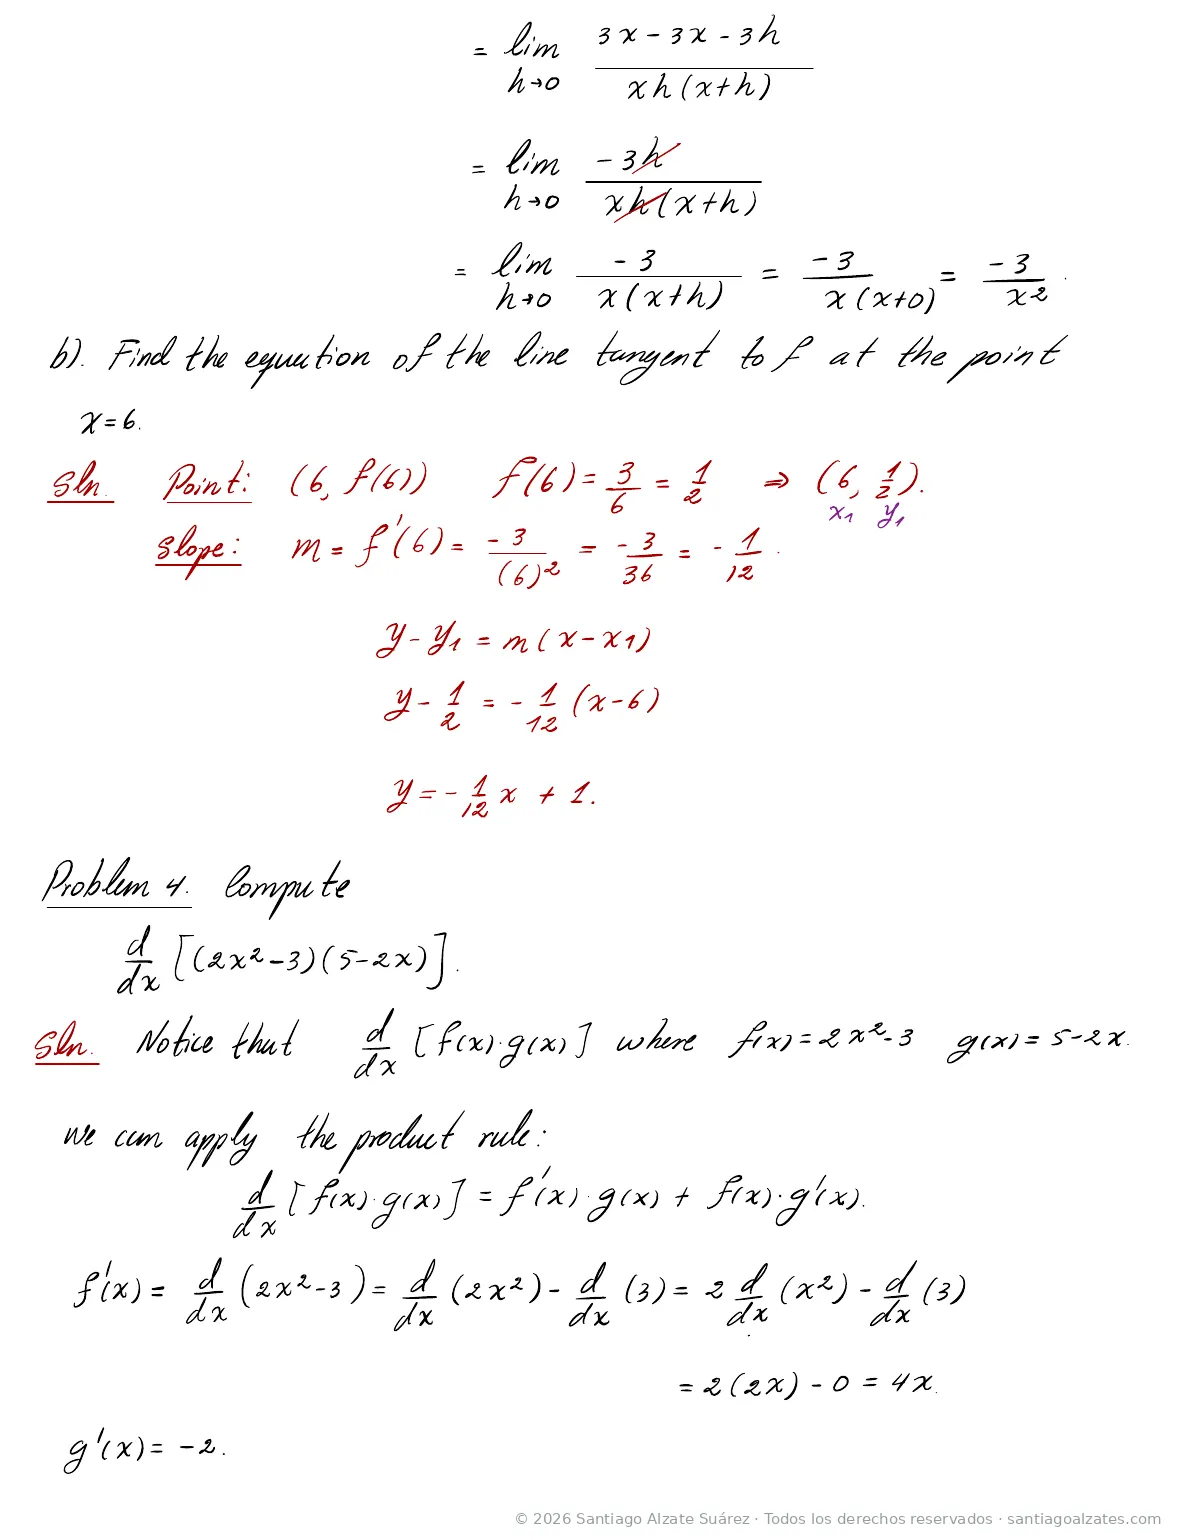 = lim h→0 (3x - 3x - 3h) / (xh(x+h))
= lim h→0 (-3h) / (xh(x+h))
= lim h→0 (-3) / (x(x+h)) = (-3) / (x(x+0)) = (-3) / x².
b). Find the equation of the line tangent to f at the point
x=6.
Sln. Point: (6, f(6)) f(6) = 3/6 = 1/2 ⇒ (6, 1/2).
x₁ y₁
Slope: m = f'(6) = -3/(6)² = -3/36 = -1/12.
y - y₁ = m(x - x₁)
y - 1/2 = -1/12 (x-6)
y = -1/12 x + 1.
Problem 4. Compute
d/dx [(2x²-3)(5-2x)].
Sln. Notice that d/dx [f(x)·g(x)] where f(x)=2x²-3 g(x)=5-2x.
we can apply the product rule:
d/dx [f(x)·g(x)] = f'(x)·g(x) + f(x)·g'(x).
f'(x) = d/dx (2x²-3) = d/dx (2x²) - d/dx (3) = 2 d/dx (x²) - d/dx (3)
= 2(2x) - 0 = 4x.
g'(x) = -2.
© 2026 Santiago Alzate Suárez · Todos los derechos reservados · santiagoalzates.com